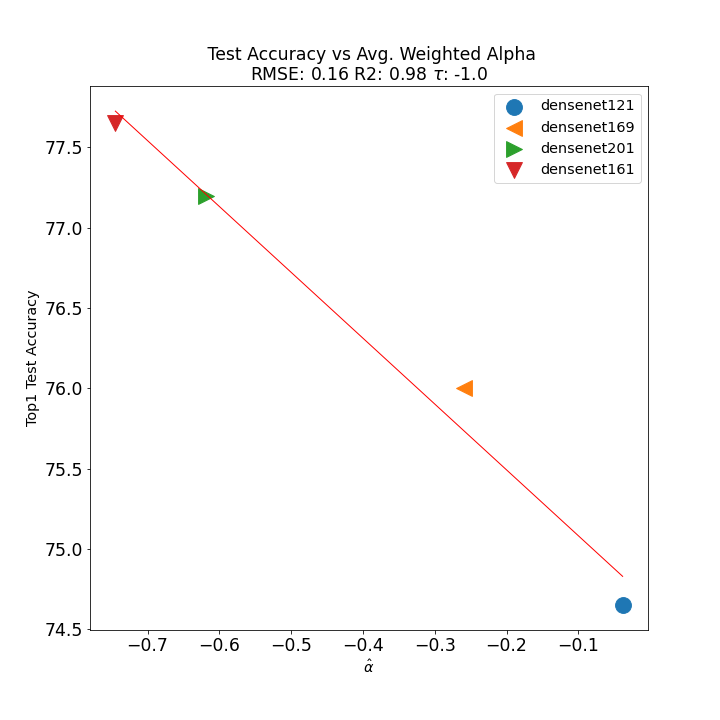 Test Accuracy vs Avg. Weighted Alpha
RMSE: 0.16 R2: 0.98 τ: -1.0
densenet121
densenet169
densenet201
densenet161
Top1 Test Accuracy
77.5
77.0
76.5
76.0
75.5
75.0
74.5
−0.7 −0.6 −0.5 −0.4 −0.3 −0.2 −0.1
α̂